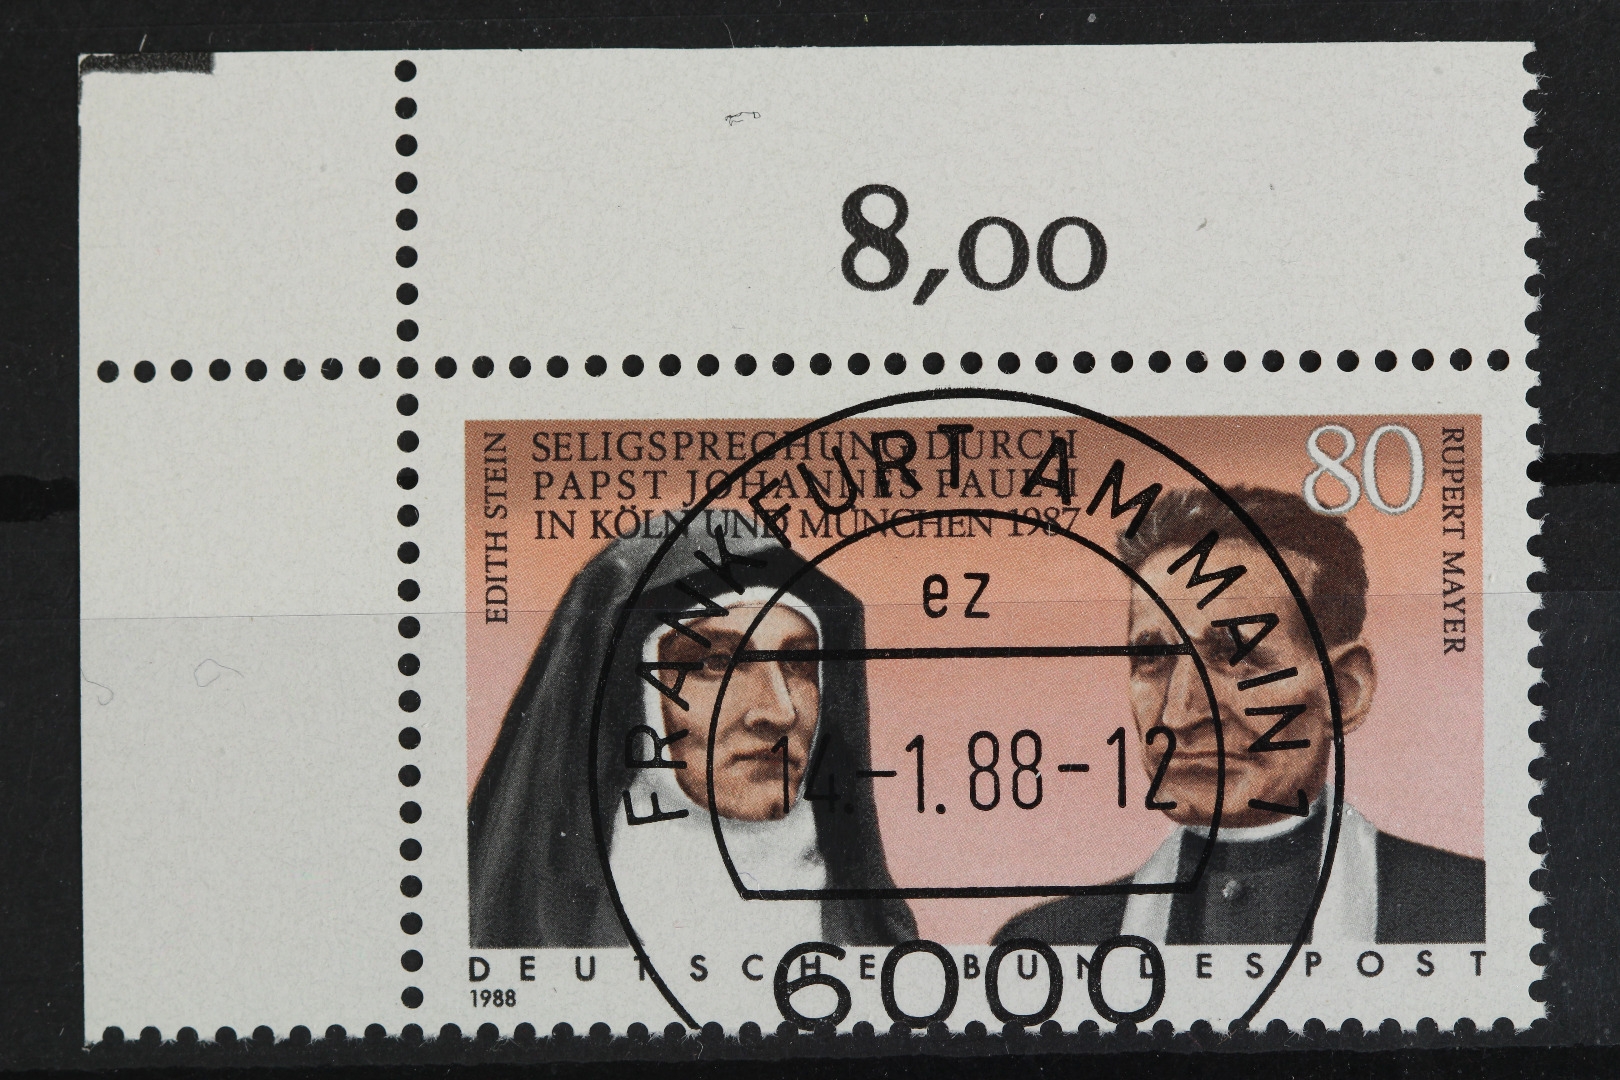 8,00
SELIGSPRECHUNG DURCH
PAPST JOHANNES PAUL II
IN KÖLN UND MÜNCHEN 1987
80
EDITH STEIN
RUPERT MAYER
FRANKFURT AM MAIN 1
ez
14.-1.88-12
6000
DEUTSCHE BUNDESPOST
1988